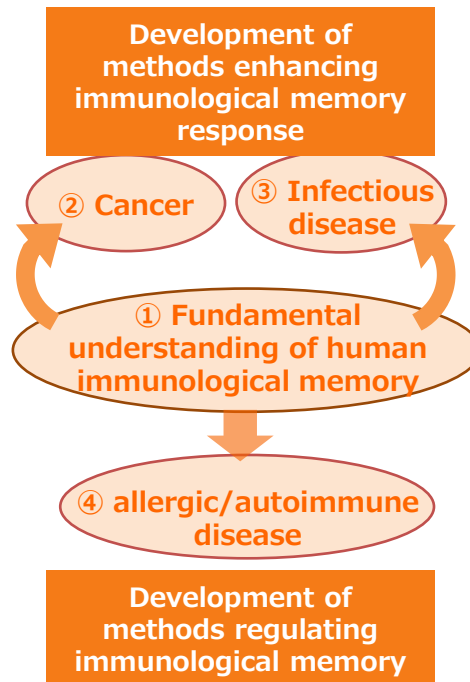 Development of
methods enhancing
immunological memory
response
② Cancer
③ Infectious
disease
① Fundamental
understanding of human
immunological memory
④ allergic/autoimmune
disease
Development of
methods regulating
immunological memory